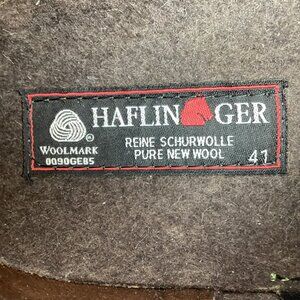 HAFLINGER
WOOLMARK
0090GE85
REINE SCHURWOLLE
PURE NEW WOOL
41